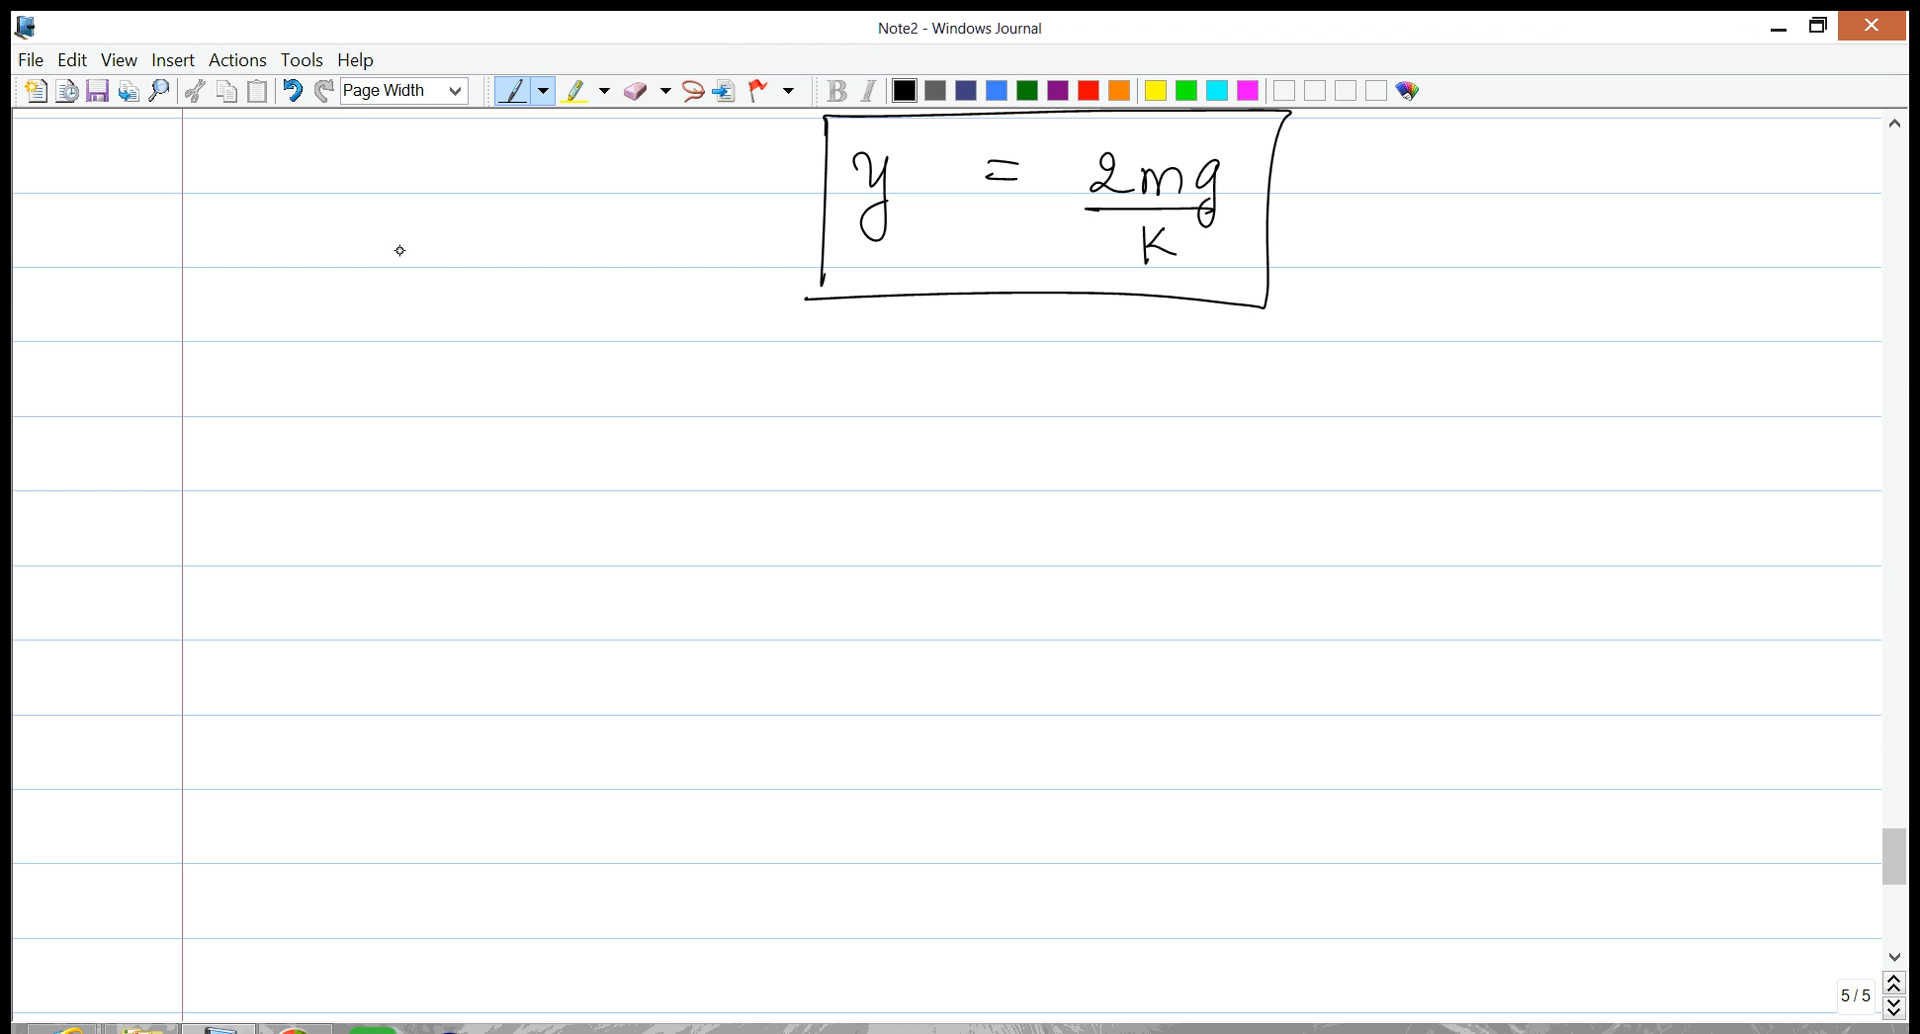 Note2 - Windows Journal
File Edit View Insert Actions Tools Help
Page Width
B I
y = 2mg
K
5 / 5